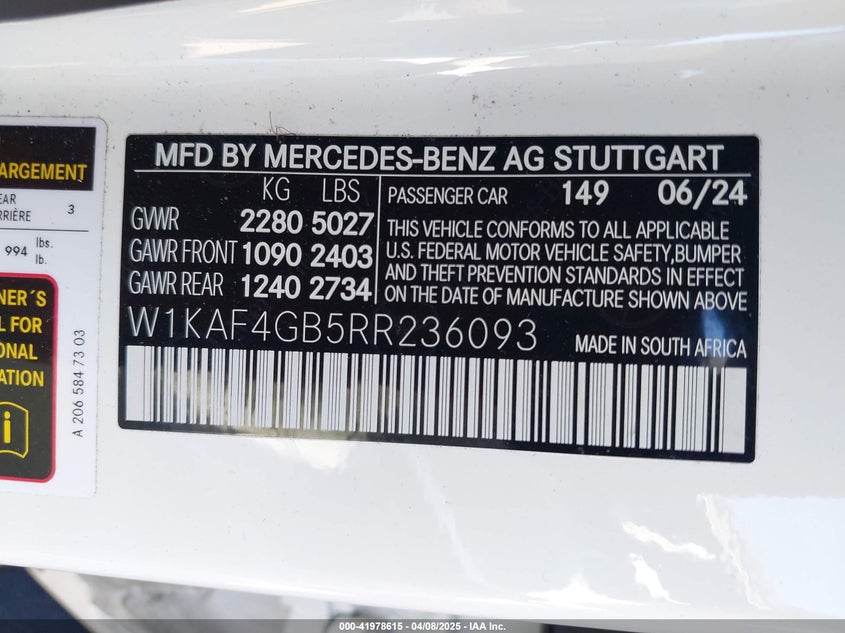 ARGEMENT
EAR
RRIÈRE 3
994 lbs.
lb.
NER´S
L FOR
ONAL
ATION
i
A 206 584 73 03
MFD BY MERCEDES-BENZ AG STUTTGART
KG LBS
GVWR 2280 5027
GAWR FRONT 1090 2403
GAWR REAR 1240 2734
PASSENGER CAR 149 06/24
THIS VEHICLE CONFORMS TO ALL APPLICABLE
U.S. FEDERAL MOTOR VEHICLE SAFETY,BUMPER
AND THEFT PREVENTION STANDARDS IN EFFECT
ON THE DATE OF MANUFACTURE SHOWN ABOVE
W1KAF4GB5RR236093
MADE IN SOUTH AFRICA
000-41978615 | 04/08/2025 - IAA Inc.